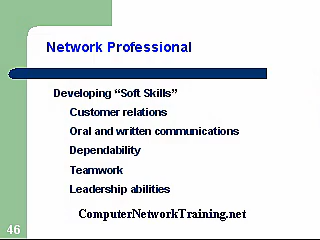 Network Professional
Developing “Soft Skills”
Customer relations
Oral and written communications
Dependability
Teamwork
Leadership abilities
ComputerNetworkTraining.net
46